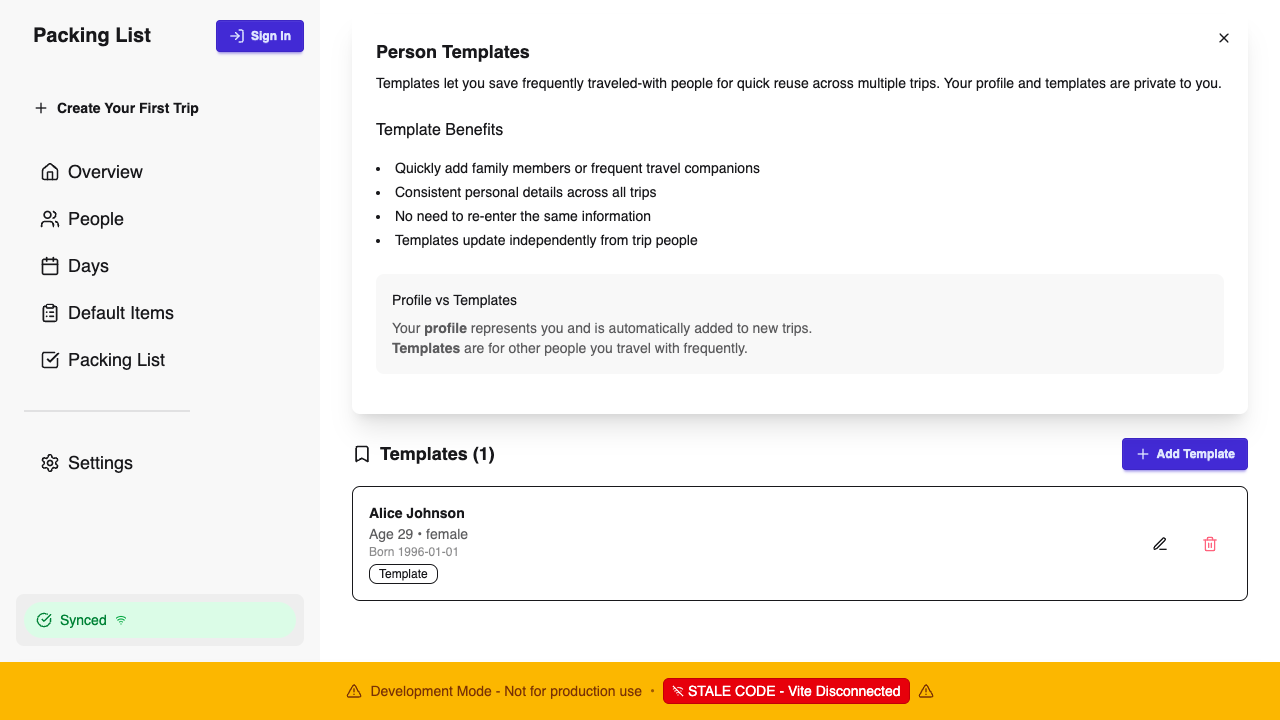 Packing List
Sign In
Create Your First Trip
Overview
People
Days
Default Items
Packing List
Settings
Synced
Person Templates
Templates let you save frequently traveled-with people for quick reuse across multiple trips. Your profile and templates are private to you.
Template Benefits
• Quickly add family members or frequent travel companions
• Consistent personal details across all trips
• No need to re-enter the same information
• Templates update independently from trip people
Profile vs Templates
Your profile represents you and is automatically added to new trips.
Templates are for other people you travel with frequently.
Templates (1)
Add Template
Alice Johnson
Age 29 • female
Born 1996-01-01
Template
Development Mode - Not for production use • STALE CODE - Vite Disconnected